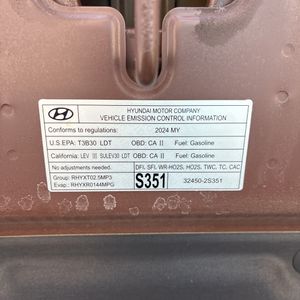 HYUNDAI MOTOR COMPANY
VEHICLE EMISSION CONTROL INFORMATION
Conforms to regulations: 2024 MY
U.S.EPA: T3B30 LDT OBD: CA II Fuel: Gasoline
California: LEV III SULEV30 LDT OBD: CA II Fuel: Gasoline
No adjustments needed. DFI, SFI, WR-HO2S, HO2S, TWC, TC, CAC
Group: RHYXT02.5MP3 S351 32450-2S351
Evap: RHYXR0144MPG